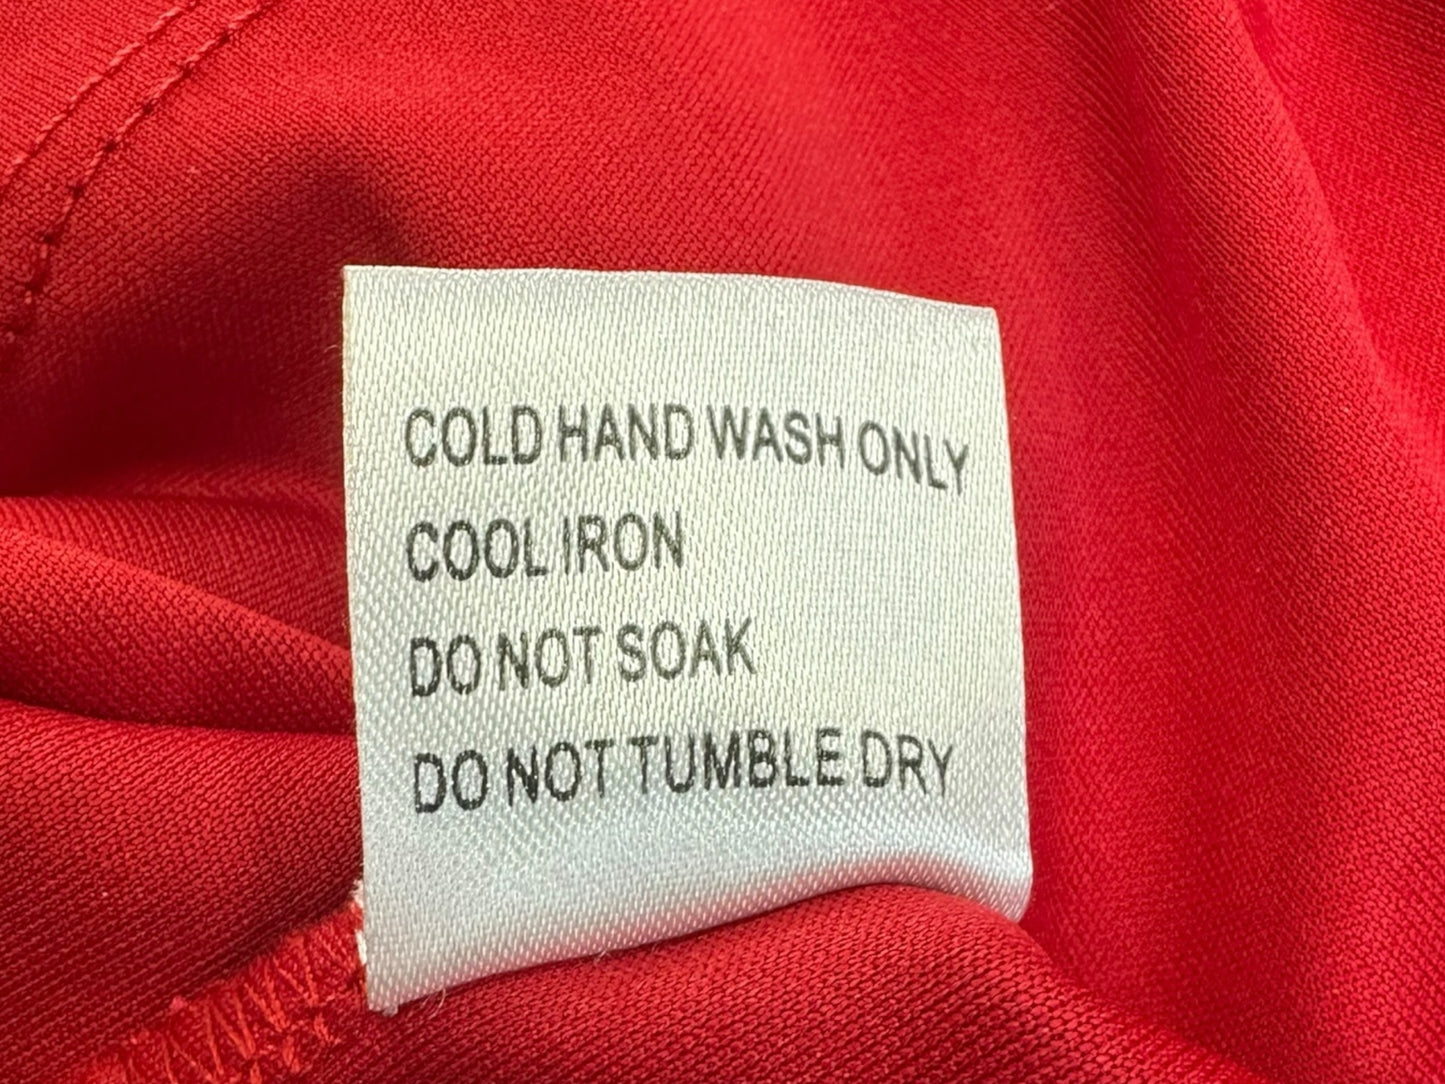 COLD HAND WASH ONLY
COOL IRON
DO NOT SOAK
DO NOT TUMBLE DRY